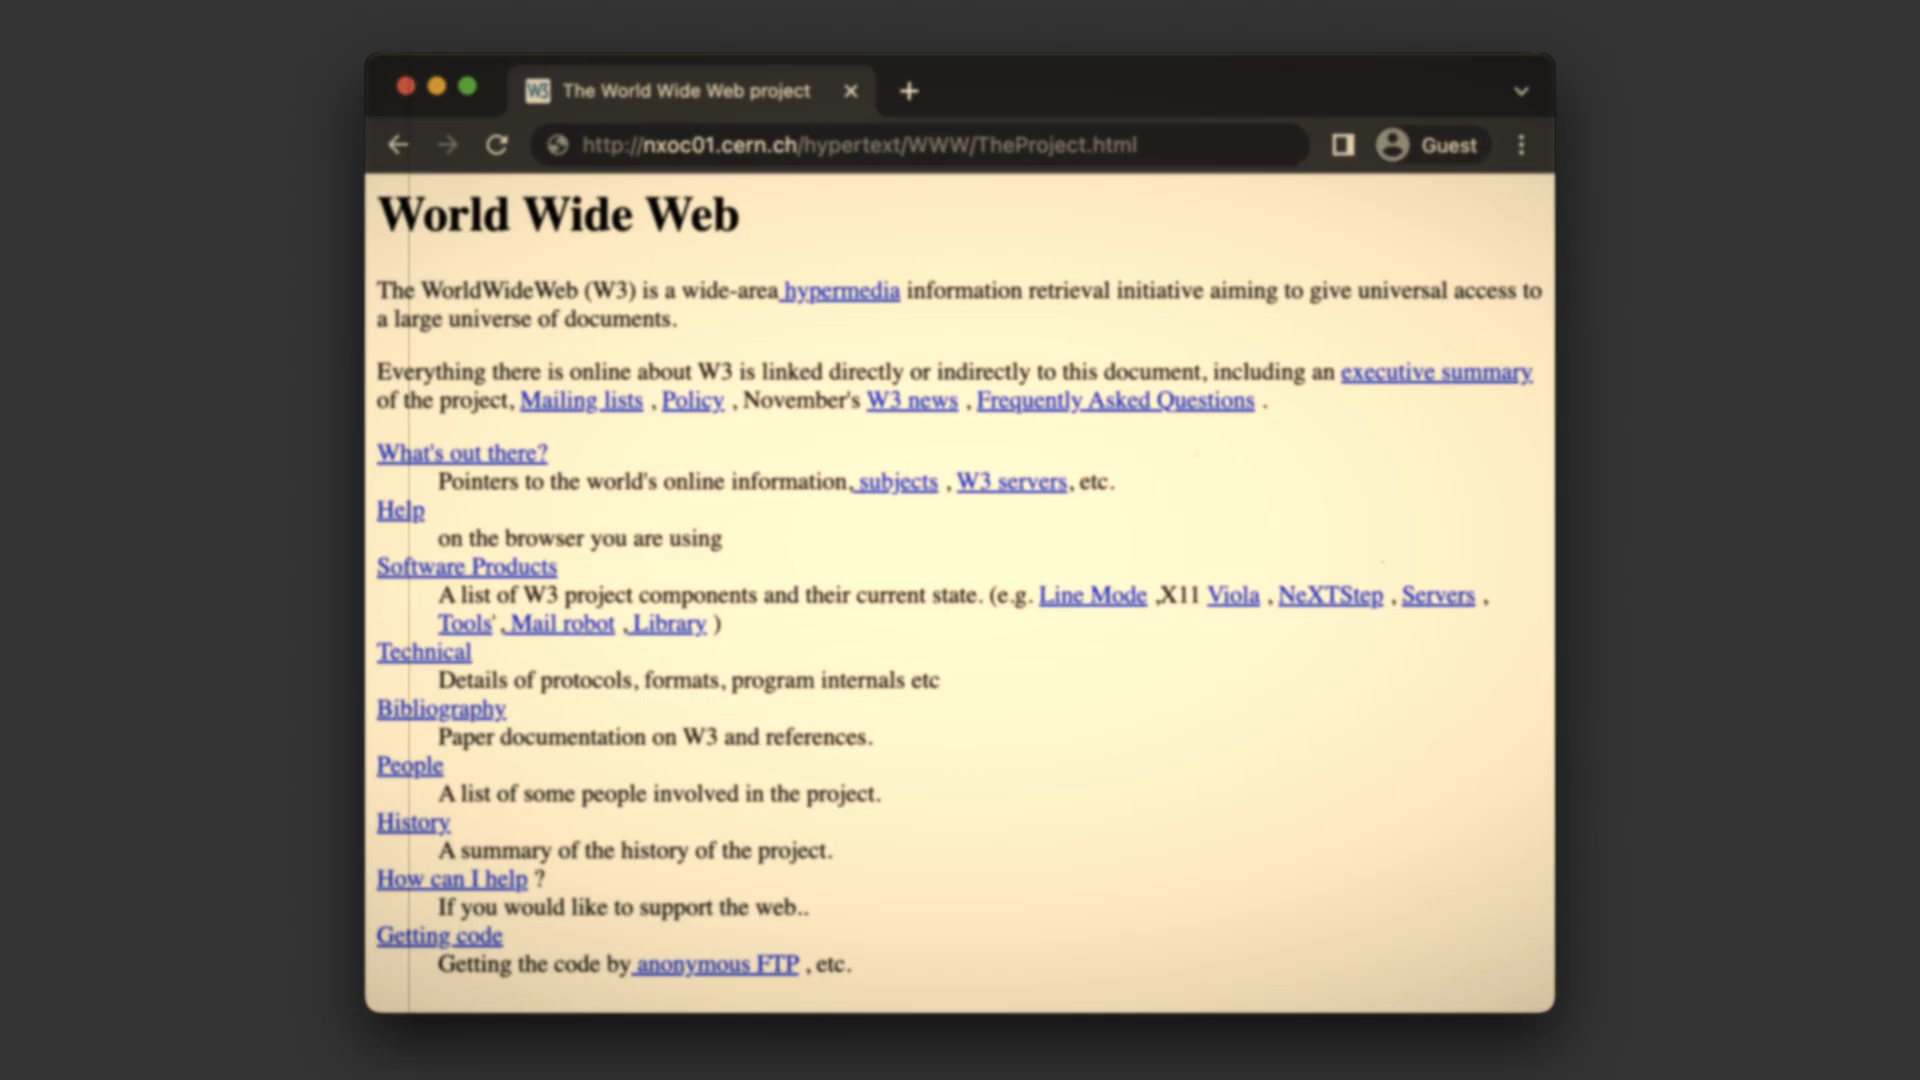 The World Wide Web project
http://nxoc01.cern.ch/hypertext/WWW/TheProject.html
Guest
World Wide Web
The WorldWideWeb (W3) is a wide-area hypermedia information retrieval initiative aiming to give universal access to
a large universe of documents.
Everything there is online about W3 is linked directly or indirectly to this document, including an executive summary
of the project, Mailing lists , Policy , November's W3 news , Frequently Asked Questions .
What's out there?
Pointers to the world's online information, subjects , W3 servers, etc.
Help
on the browser you are using
Software Products
A list of W3 project components and their current state. (e.g. Line Mode ,X11 Viola , NeXTStep , Servers ,
Tools , Mail robot , Library )
Technical
Details of protocols, formats, program internals etc
Bibliography
Paper documentation on W3 and references.
People
A list of some people involved in the project.
History
A summary of the history of the project.
How can I help ?
If you would like to support the web..
Getting code
Getting the code by anonymous FTP , etc.